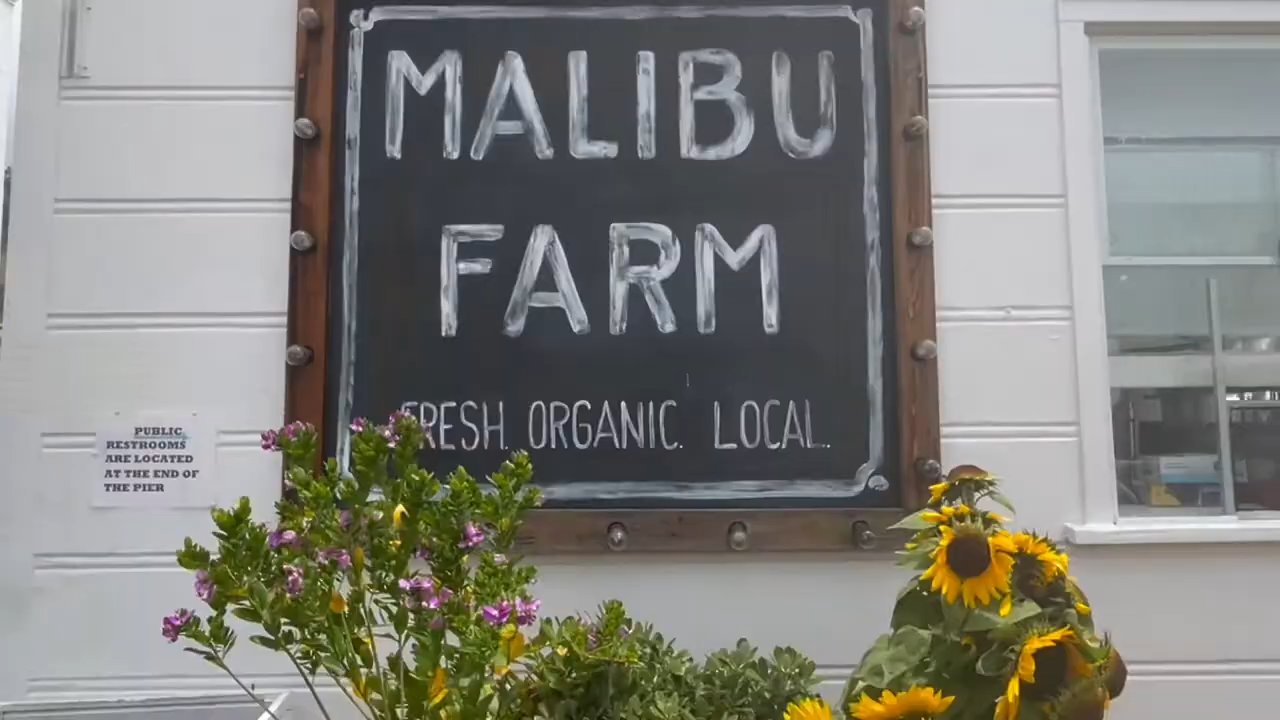 MALIBU
FARM
FRESH. ORGANIC. LOCAL.
PUBLIC
RESTROOMS
ARE LOCATED
AT THE END OF
THE PIER